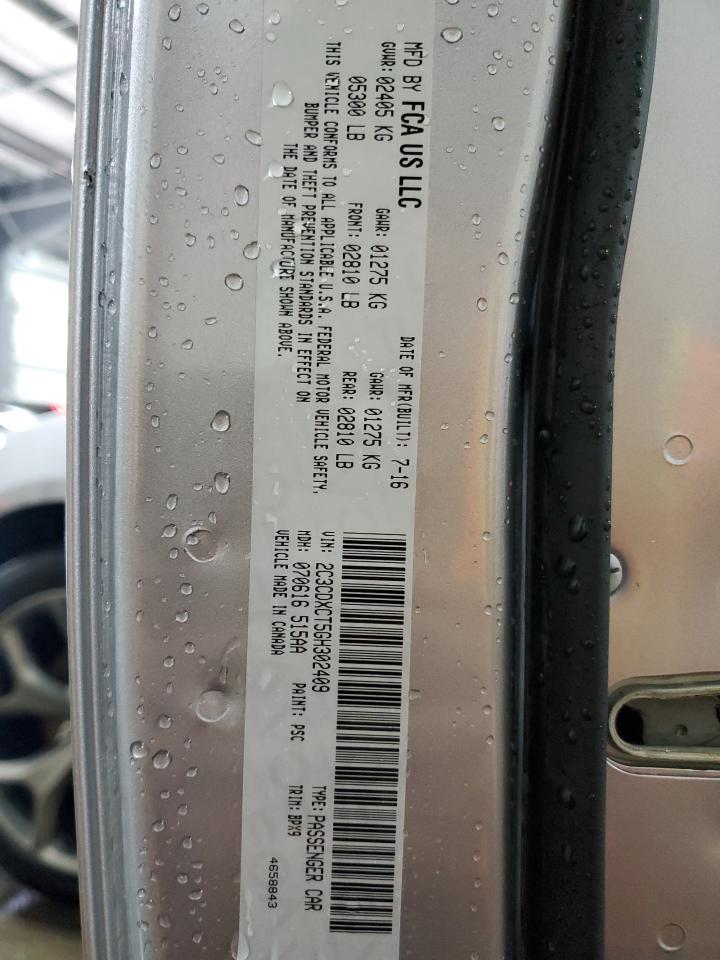 MFD BY FCA US LLC
DATE OF MFR(BUILT): 7-16
GVWR: 02405 KG GAWR: 01275 KG GAWR: 01275 KG
05300 LB FRONT: 02810 LB REAR: 02810 LB
THIS VEHICLE CONFORMS TO ALL APPLICABLE U.S.A. FEDERAL MOTOR VEHICLE SAFETY,
BUMPER AND THEFT PREVENTION STANDARDS IN EFFECT ON
THE DATE OF MANUFACTURE SHOWN ABOVE.
VIN: 2C3CDXCT5GH302409 TYPE: PASSENGER CAR
MDH: 070616 515AA PAINT: PSC TRIM: BPX9
VEHICLE MADE IN CANADA
4658843